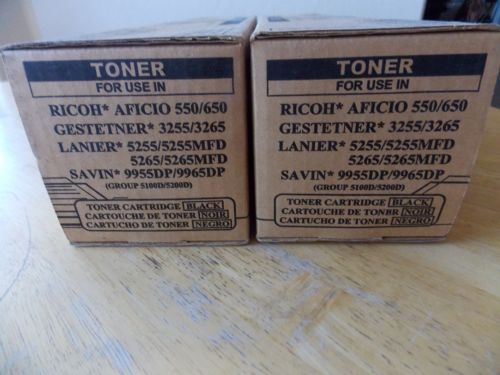 TONER
FOR USE IN
RICOH* AFICIO 550/650
GESTETNER* 3255/3265
LANIER* 5255/5255MFD
5265/5265MFD
SAVIN* 9955DP/9965DP
(GROUP 5100D/5200D)
TONER CARTRIDGE BLACK
CARTOUCHE DE TONER NOIR
CARTUCHO DE TONER NEGRO
TONER
FOR USE IN
RICOH* AFICIO 550/650
GESTETNER* 3255/3265
LANIER* 5255/5255MFD
5265/5265MFD
SAVIN* 9955DP/9965DP
(GROUP 5100D/5200D)
TONER CARTRIDGE BLACK
CARTOUCHE DE TONER NOIR
CARTUCHO DE TONER NEGRO